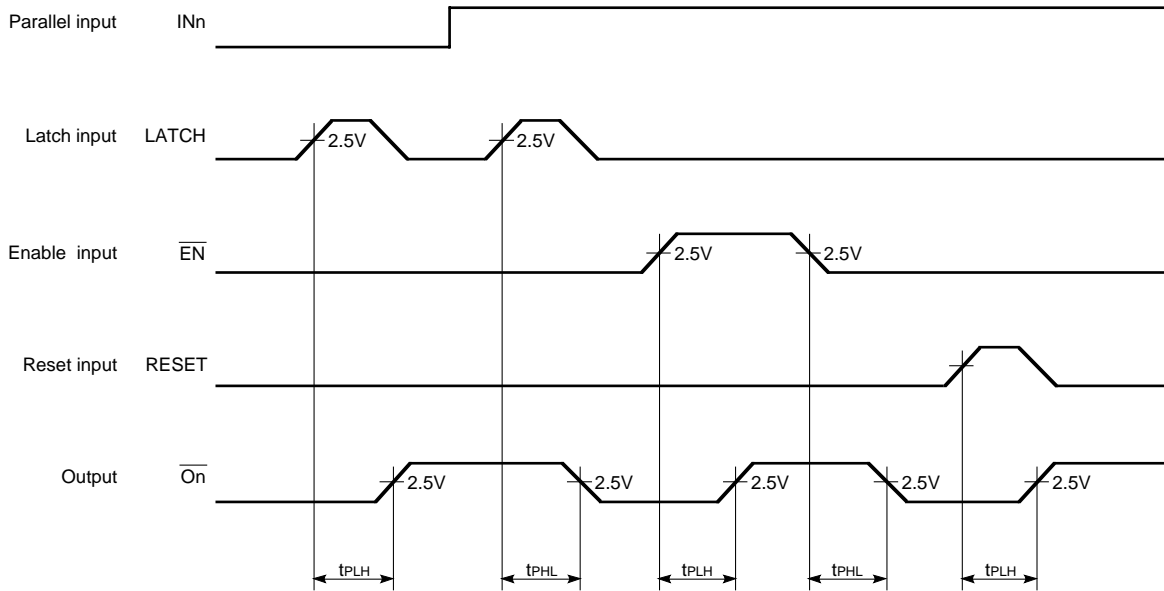 Parallel input INn
Latch input LATCH 2.5V 2.5V
Enable input EN 2.5V 2.5V
Reset input RESET
Output On 2.5V 2.5V 2.5V 2.5V 2.5V
tPLH tPHL tPLH tPHL tPLH